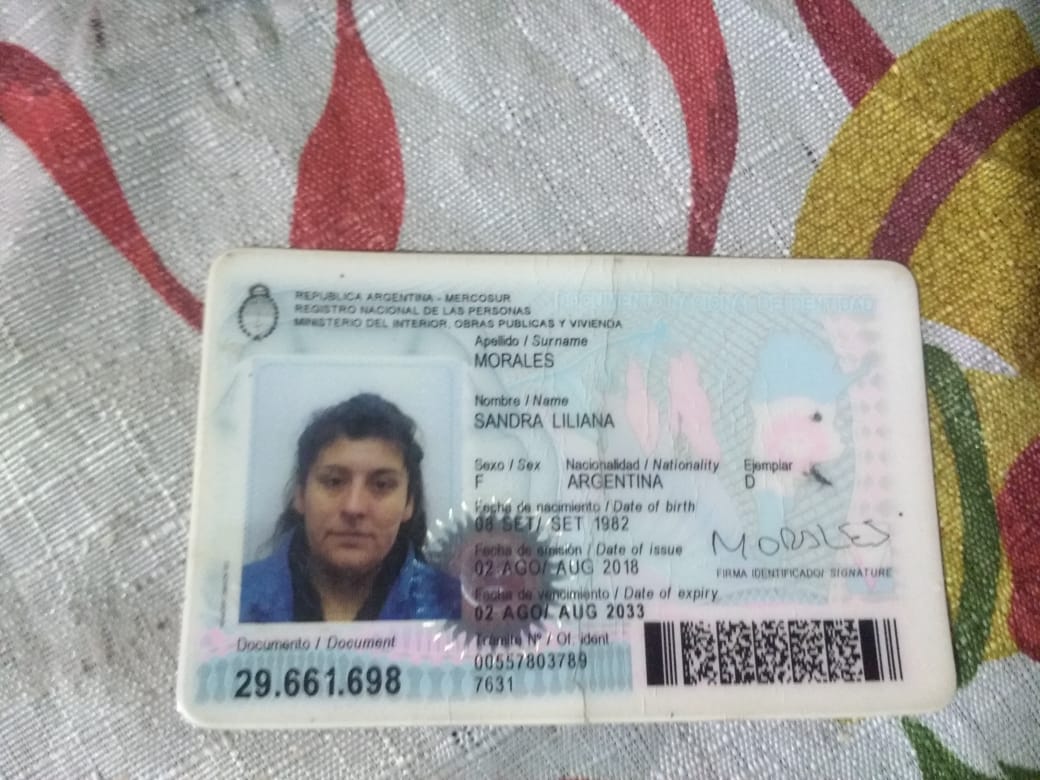 REPUBLICA ARGENTINA - MERCOSUR
REGISTRO NACIONAL DE LAS PERSONAS
MINISTERIO DEL INTERIOR, OBRAS PUBLICAS Y VIVIENDA
DOCUMENTO NACIONAL DE IDENTIDAD
Apellido / Surname
MORALES
Nombre / Name
SANDRA LILIANA
Sexo / Sex Nacionalidad / Nationality Ejemplar
F ARGENTINA D
Fecha de nacimiento / Date of birth
08 SET/ SET 1982
Fecha de emisión / Date of issue
02 AGO/ AUG 2018
Fecha de vencimiento / Date of expiry
02 AGO/ AUG 2033
MORALES
FIRMA IDENTIFICADO/ SIGNATURE
Documento / Document
29.661.698
Trámite Nº / Of. ident.
00557803789
7631